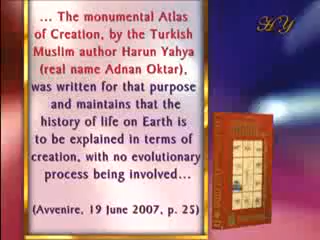 ... The monumental Atlas
of Creation, by the Turkish
Muslim author Harun Yahya
(real name Adnan Oktar),
was written for that purpose
and maintains that the
history of life on Earth is
to be explained in terms of
creation, with no evolutionary
process being involved...
(Avvenire, 19 June 2007, p. 25)
HY